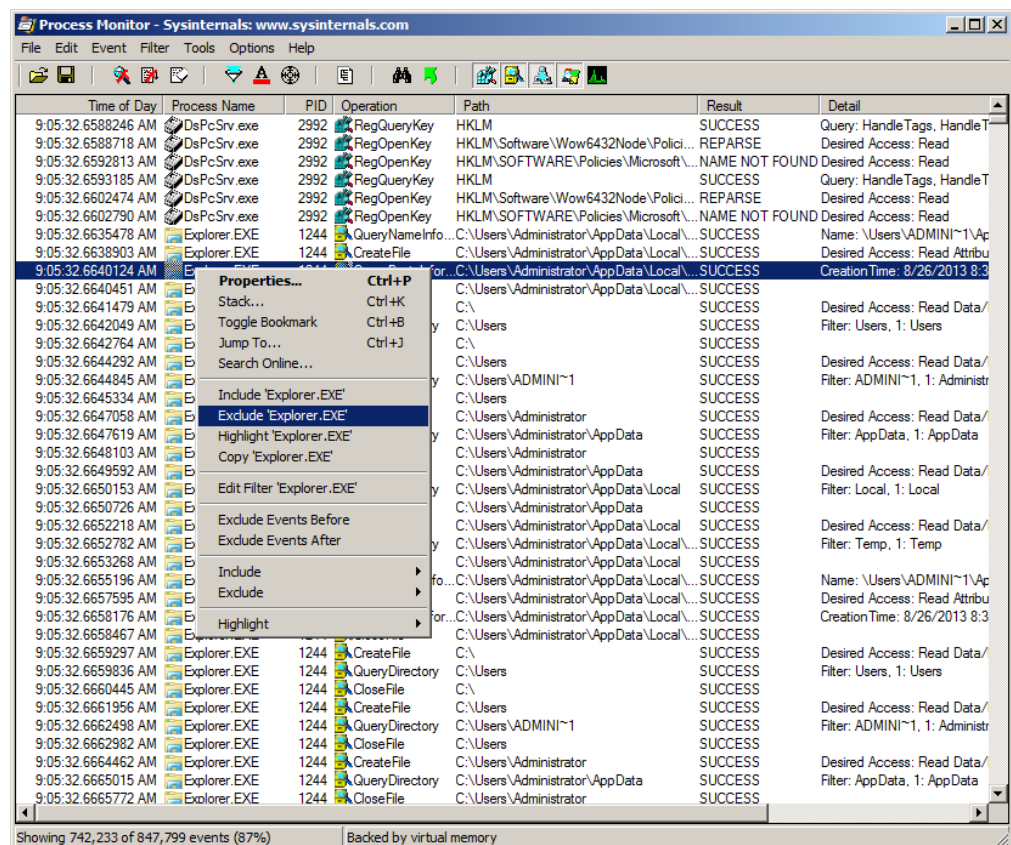 Process Monitor - Sysinternals: www.sysinternals.com
File Edit Event Filter Tools Options Help
Time of Day Process Name PID Operation Path Result Detail
9:05:32.6588246 AM DsPcSrv.exe 2992 RegQueryKey HKLM SUCCESS Query: HandleTags, HandleT
9:05:32.6588718 AM DsPcSrv.exe 2992 RegOpenKey HKLM\Software\Wow6432Node\Polici... REPARSE Desired Access: Read
9:05:32.6592813 AM DsPcSrv.exe 2992 RegOpenKey HKLM\SOFTWARE\Policies\Microsoft\... NAME NOT FOUND Desired Access: Read
9:05:32.6593185 AM DsPcSrv.exe 2992 RegQueryKey HKLM SUCCESS Query: HandleTags, HandleT
9:05:32.6602474 AM DsPcSrv.exe 2992 RegOpenKey HKLM\Software\Wow6432Node\Polici... REPARSE Desired Access: Read
9:05:32.6602790 AM DsPcSrv.exe 2992 RegOpenKey HKLM\SOFTWARE\Policies\Microsoft\... NAME NOT FOUND Desired Access: Read
9:05:32.6635478 AM Explorer.EXE 1244 QueryNameInfo... C:\Users\Administrator\AppData\Local\... SUCCESS Name: \Users\ADMINI~1\Ap
9:05:32.6638903 AM Explorer.EXE 1244 CreateFile C:\Users\Administrator\AppData\Local\... SUCCESS Desired Access: Read Attribu
9:05:32.6640124 AM for... C:\Users\Administrator\AppData\Local\... SUCCESS CreationTime: 8/26/2013 8:3
9:05:32.6640451 AM Ex C:\Users\Administrator\AppData\Local\... SUCCESS
9:05:32.6641479 AM Ex C:\ SUCCESS Desired Access: Read Data/
9:05:32.6642049 AM Ex y C:\Users SUCCESS Filter: Users, 1: Users
9:05:32.6642764 AM Ex C:\ SUCCESS
9:05:32.6644292 AM Ex C:\Users SUCCESS Desired Access: Read Data/
9:05:32.6644845 AM Ex y C:\Users\ADMINI~1 SUCCESS Filter: ADMINI~1, 1: Administr
9:05:32.6645334 AM Ex C:\Users SUCCESS
9:05:32.6647058 AM Ex C:\Users\Administrator SUCCESS Desired Access: Read Data/
9:05:32.6647619 AM Ex y C:\Users\Administrator\AppData SUCCESS Filter: AppData, 1: AppData
9:05:32.6648103 AM Ex C:\Users\Administrator SUCCESS
9:05:32.6649592 AM Ex C:\Users\Administrator\AppData SUCCESS Desired Access: Read Data/
9:05:32.6650153 AM Ex y C:\Users\Administrator\AppData\Local SUCCESS Filter: Local, 1: Local
9:05:32.6650726 AM Ex C:\Users\Administrator\AppData SUCCESS
9:05:32.6652218 AM Ex C:\Users\Administrator\AppData\Local SUCCESS Desired Access: Read Data/
9:05:32.6652782 AM Ex y C:\Users\Administrator\AppData\Local\... SUCCESS Filter: Temp, 1: Temp
9:05:32.6653268 AM Ex C:\Users\Administrator\AppData\Local SUCCESS
9:05:32.6655196 AM Ex fo... C:\Users\Administrator\AppData\Local\... SUCCESS Name: \Users\ADMINI~1\Ap
9:05:32.6657595 AM Ex C:\Users\Administrator\AppData\Local\... SUCCESS Desired Access: Read Attribu
9:05:32.6658176 AM Ex for... C:\Users\Administrator\AppData\Local\... SUCCESS CreationTime: 8/26/2013 8:3
9:05:32.6658467 AM Explorer.EXE 1244 CloseFile C:\Users\Administrator\AppData\Local\... SUCCESS
9:05:32.6659297 AM Explorer.EXE 1244 CreateFile C:\ SUCCESS Desired Access: Read Data/
9:05:32.6659836 AM Explorer.EXE 1244 QueryDirectory C:\Users SUCCESS Filter: Users, 1: Users
9:05:32.6660445 AM Explorer.EXE 1244 CloseFile C:\ SUCCESS
9:05:32.6661956 AM Explorer.EXE 1244 CreateFile C:\Users SUCCESS Desired Access: Read Data/
9:05:32.6662498 AM Explorer.EXE 1244 QueryDirectory C:\Users\ADMINI~1 SUCCESS Filter: ADMINI~1, 1: Administr
9:05:32.6662982 AM Explorer.EXE 1244 CloseFile C:\Users SUCCESS
9:05:32.6664462 AM Explorer.EXE 1244 CreateFile C:\Users\Administrator SUCCESS Desired Access: Read Data/
9:05:32.6665015 AM Explorer.EXE 1244 QueryDirectory C:\Users\Administrator\AppData SUCCESS Filter: AppData, 1: AppData
9:05:32.6665772 AM Explorer.EXE 1244 CloseFile C:\Users\Administrator SUCCESS
Properties... Ctrl+P
Stack... Ctrl+K
Toggle Bookmark Ctrl+B
Jump To... Ctrl+J
Search Online...
Include 'Explorer.EXE'
Exclude 'Explorer.EXE'
Highlight 'Explorer.EXE'
Copy 'Explorer.EXE'
Edit Filter 'Explorer.EXE'
Exclude Events Before
Exclude Events After
Include
Exclude
Highlight
Showing 742,233 of 847,799 events (87%) Backed by virtual memory